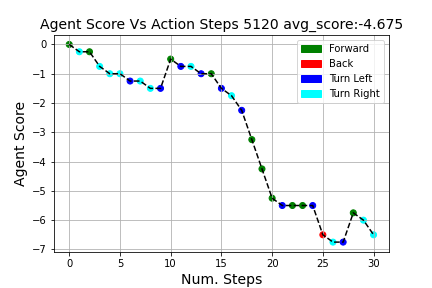 Agent Score Vs Action Steps 5120 avg_score:-4.675
Forward
Back
Turn Left
Turn Right
Agent Score
0
−1
−2
−3
−4
−5
−6
−7
0 5 10 15 20 25 30
Num. Steps